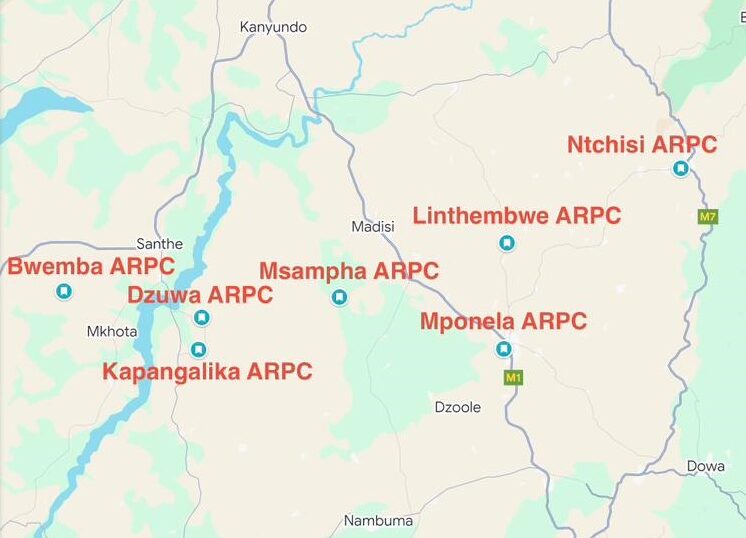 Kanyundo
Ntchisi ARPC
Linthembwe ARPC
M7
Madisi
Santhe
Bwemba ARPC
Msampha ARPC
Dzuwa ARPC
Mkhota
Mponela ARPC
Kapangalika ARPC
M1
Dzoole
Dowa
Nambuma